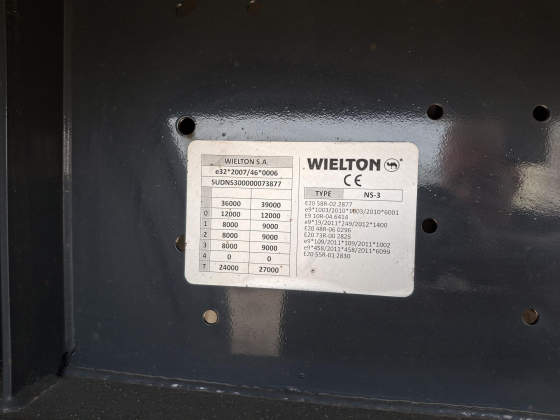 WIELTON S.A.
e32*2007/46*0006
SUDNS300000073877
36000 39000
0 12000 12000
1 8000 9000
2 8000 9000
3 8000 9000
4 0 0
T 24000 27000
WIELTON
CE
TYPE NS-3
E20 58R-02 2877
e9*1003/2010*1003/2010*6001
E9 10R-04 6414
e9*19/2011*249/2012*1400
E20 48R-06 0296
E20 73R-00 2825
e9*109/2011*109/2011*1002
e9*458/2011*458/2011*6099
E20 55R-01 2830